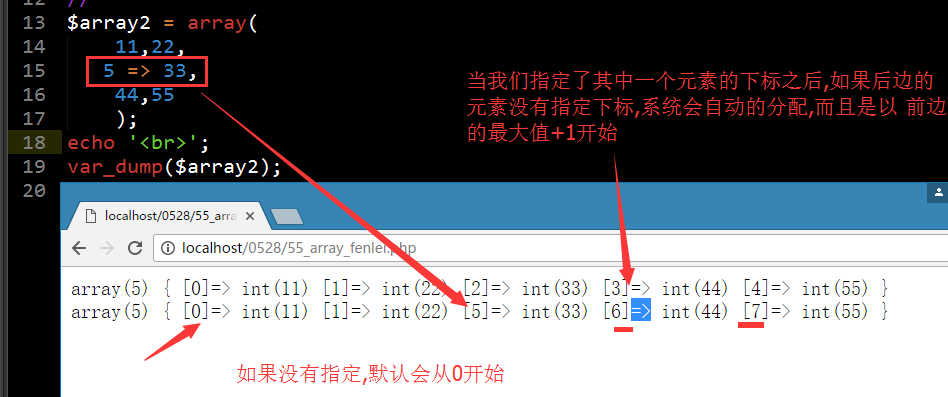 12 //
13 $array2 = array(
14 11,22,
15 5 => 33,
16 44,55
17 );
18 echo '<br>';
19 var_dump($array2);
20
当我们指定了其中一个元素的下标之后,如果后边的
元素没有指定下标,系统会自动的分配,而且是以 前边
的最大值+1开始
localhost/0528/55_arra
localhost/0528/55_array_fenlei.php
array(5) { [0]=> int(11) [1]=> int(22) [2]=> int(33) [3]=> int(44) [4]=> int(55) }
array(5) { [0]=> int(11) [1]=> int(22) [5]=> int(33) [6]=> int(44) [7]=> int(55) }
如果没有指定,默认会从0开始